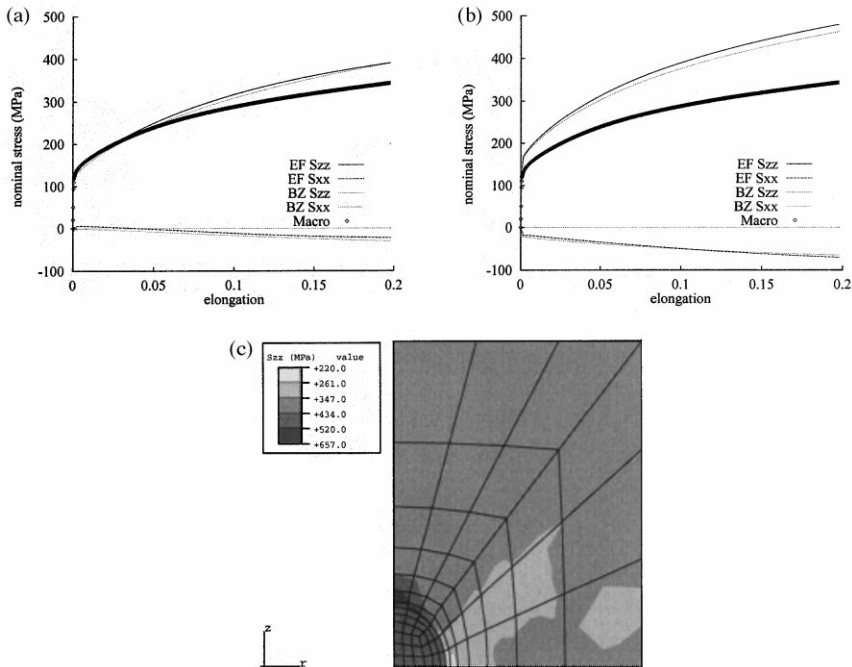 (a)
500
400
300
200
100
0
-100
nominal stress (MPa)
EF Szz
EF Sxx
BZ Szz
BZ Sxx
Macro
0
0.05
0.1
0.15
0.2
elongation
(b)
500
400
300
200
100
0
-100
nominal stress (MPa)
EF Szz
EF Sxx
BZ Szz
BZ Sxx
Macro
0
0.05
0.1
0.15
0.2
elongation
(c)
Szz (MPa) value
+220.0
+261.0
+347.0
+434.0
+520.0
+657.0
z
r